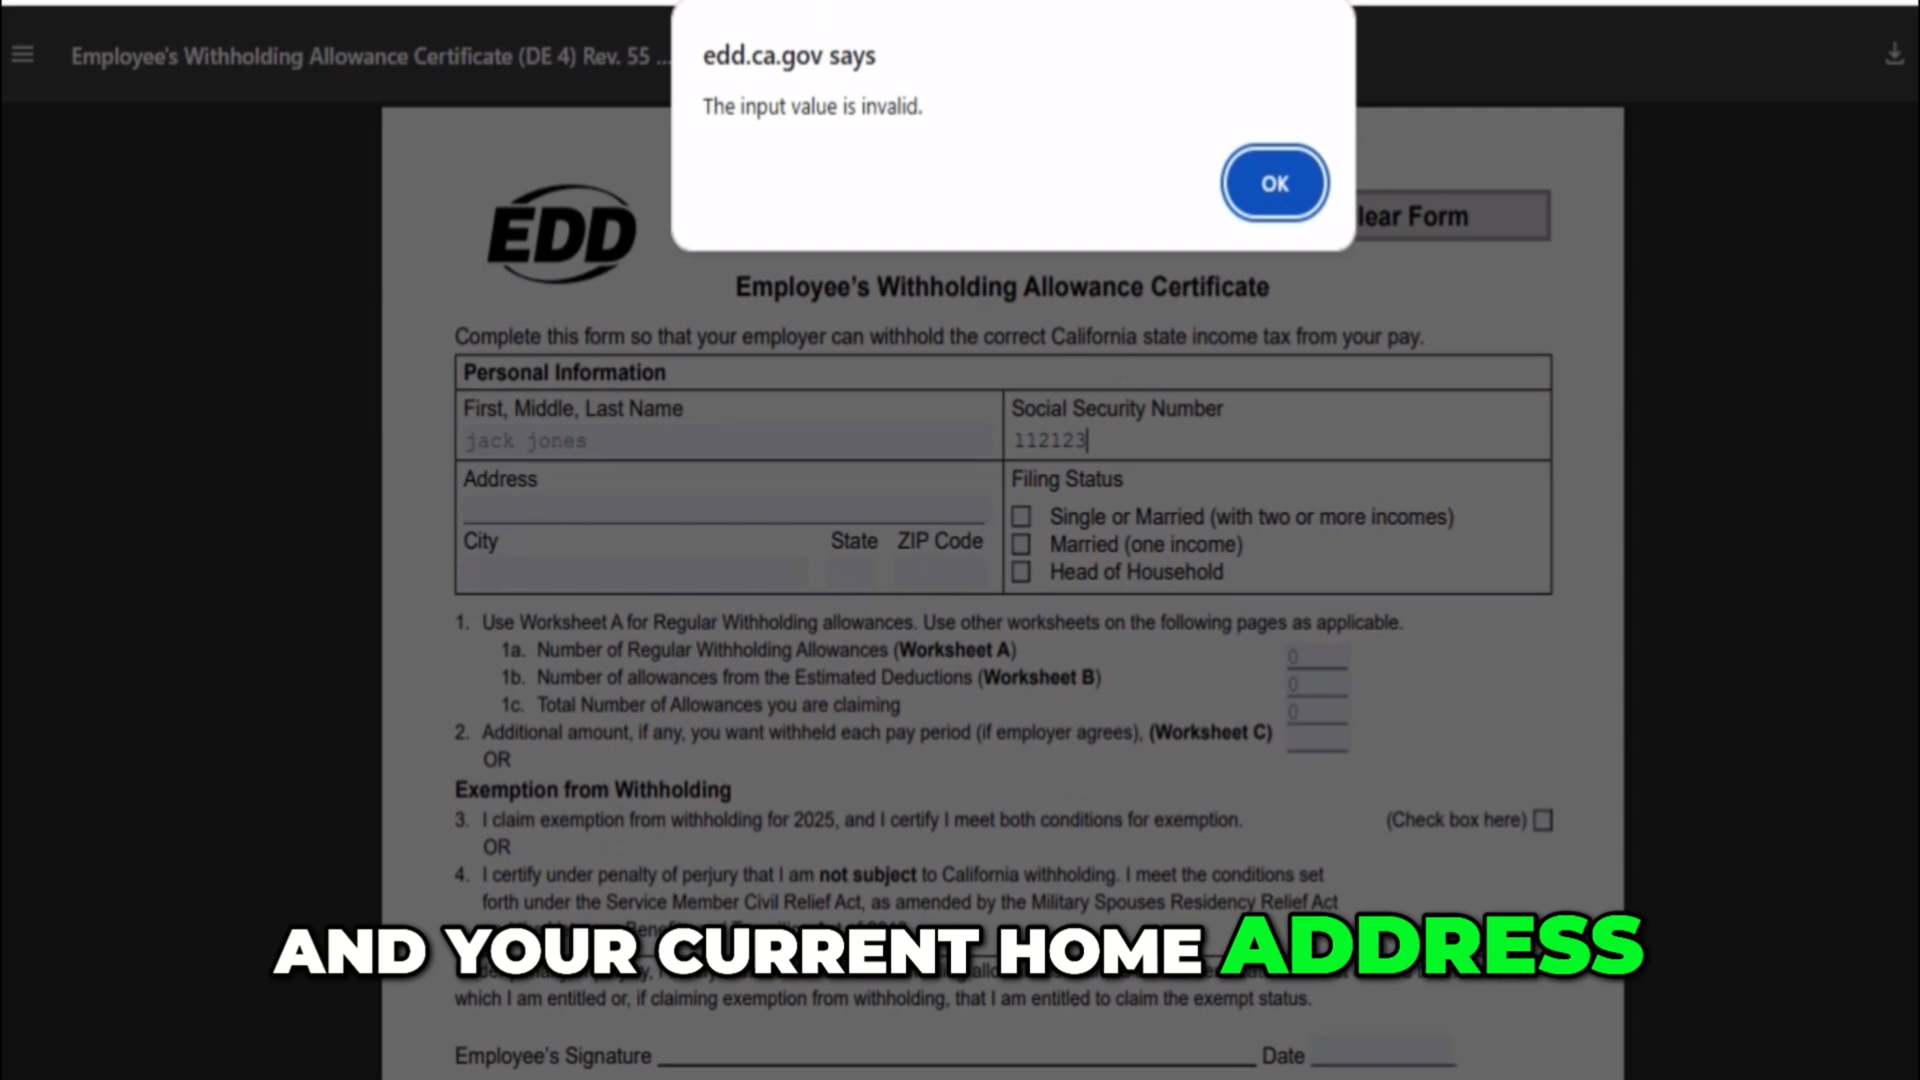 edd.ca.gov says
The input value is invalid.
OK
Employee's Withholding Allowance Certificate (DE 4) Rev. 55 ...
EDD
lear Form
Employee's Withholding Allowance Certificate
Complete this form so that your employer can withhold the correct California state income tax from your pay.
Personal Information
First, Middle, Last Name
jack jones
Social Security Number
112123
Address
City
State
ZIP Code
Filing Status
Single or Married (with two or more incomes)
Married (one income)
Head of Household
1. Use Worksheet A for Regular Withholding allowances. Use other worksheets on the following pages as applicable.
1a. Number of Regular Withholding Allowances (Worksheet A) 0
1b. Number of allowances from the Estimated Deductions (Worksheet B) 0
1c. Total Number of Allowances you are claiming 0
2. Additional amount, if any, you want withheld each pay period (if employer agrees), (Worksheet C)
OR
Exemption from Withholding
3. I claim exemption from withholding for 2025, and I certify I meet both conditions for exemption. (Check box here)
OR
4. I certify under penalty of perjury that I am not subject to California withholding. I meet the conditions set
forth under the Service Member Civil Relief Act, as amended by the Military Spouses Residency Relief Act
AND YOUR CURRENT HOME ADDRESS
which I am entitled or, if claiming exemption from withholding, that I am entitled to claim the exempt status.
Employee's Signature
Date